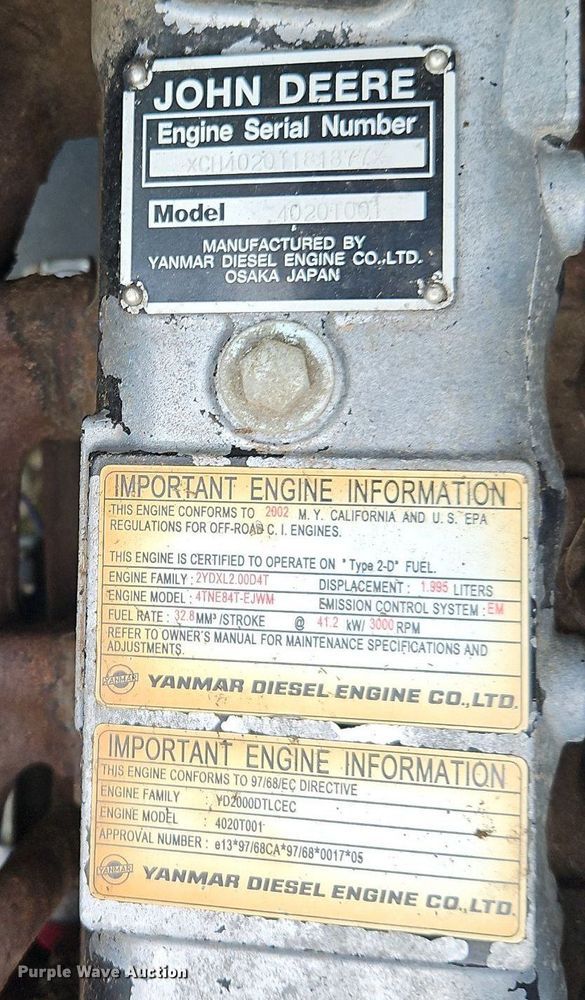 JOHN DEERE
Engine Serial Number
Model 4020T001
MANUFACTURED BY
YANMAR DIESEL ENGINE CO.,LTD.
OSAKA JAPAN
IMPORTANT ENGINE INFORMATION
THIS ENGINE CONFORMS TO 2002 M.Y. CALIFORNIA AND U.S. EPA
REGULATIONS FOR OFF-ROAD C.I. ENGINES.
THIS ENGINE IS CERTIFIED TO OPERATE ON " Type 2-D" FUEL.
ENGINE FAMILY : 2YDXL2.00D4T DISPLACEMENT : 1.995 LITERS
ENGINE MODEL : 4TNE84T-EJWM EMISSION CONTROL SYSTEM : EM
FUEL RATE : 32.8 MM³ /STROKE @ 41.2 kW/ 3000 RPM
REFER TO OWNER'S MANUAL FOR MAINTENANCE SPECIFICATIONS AND
ADJUSTMENTS.
YANMAR YANMAR DIESEL ENGINE CO.,LTD.
IMPORTANT ENGINE INFORMATION
THIS ENGINE CONFORMS TO 97/68/EC DIRECTIVE
ENGINE FAMILY : YD2000DTLCEC
ENGINE MODEL : 4020T001
APPROVAL NUMBER : e13*97/68CA*97/68*0017*05
YANMAR YANMAR DIESEL ENGINE CO.,LTD.
Purple Wave Auction